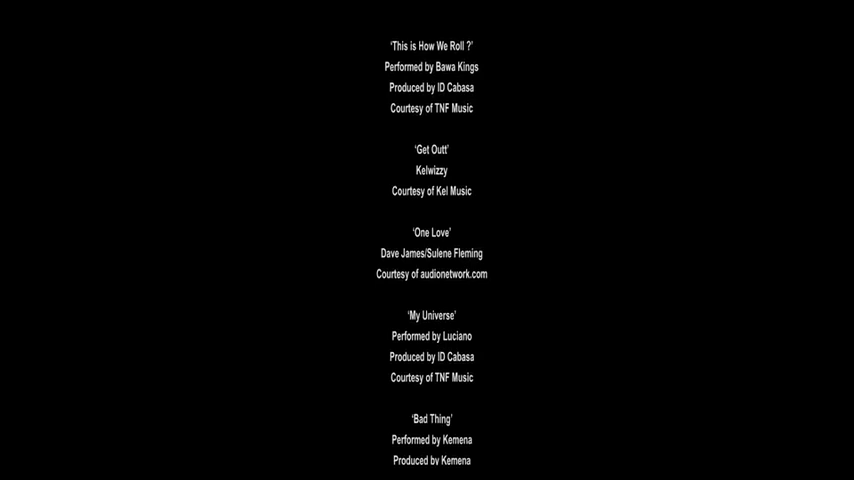 ‘This is How We Roll ?’
Performed by Bawa Kings
Produced by ID Cabasa
Courtesy of TNF Music
‘Get Outt’
Kelwizzy
Courtesy of Kel Music
‘One Love’
Dave James/Sulene Fleming
Courtesy of audionetwork.com
‘My Universe’
Performed by Luciano
Produced by ID Cabasa
Courtesy of TNF Music
‘Bad Thing’
Performed by Kemena
Produced by Kemena